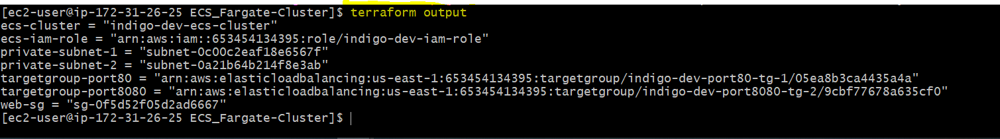 [ec2-user@ip-172-31-26-25 ECS_Fargate-Cluster]$ terraform output
ecs-cluster = "indigo-dev-ecs-cluster"
ecs-iam-role = "arn:aws:iam::653454134395:role/indigo-dev-iam-role"
private-subnet-1 = "subnet-0c00c2eaf18e6567f"
private-subnet-2 = "subnet-0a21b64b214f8e3ab"
targetgroup-port80 = "arn:aws:elasticloadbalancing:us-east-1:653454134395:targetgroup/indigo-dev-port80-tg-1/05ea8b3ca4435a4a"
targetgroup-port8080 = "arn:aws:elasticloadbalancing:us-east-1:653454134395:targetgroup/indigo-dev-port8080-tg-2/9cbf77678a635cf0"
web-sg = "sg-0f5d52f05d2ad6667"
[ec2-user@ip-172-31-26-25 ECS_Fargate-Cluster]$